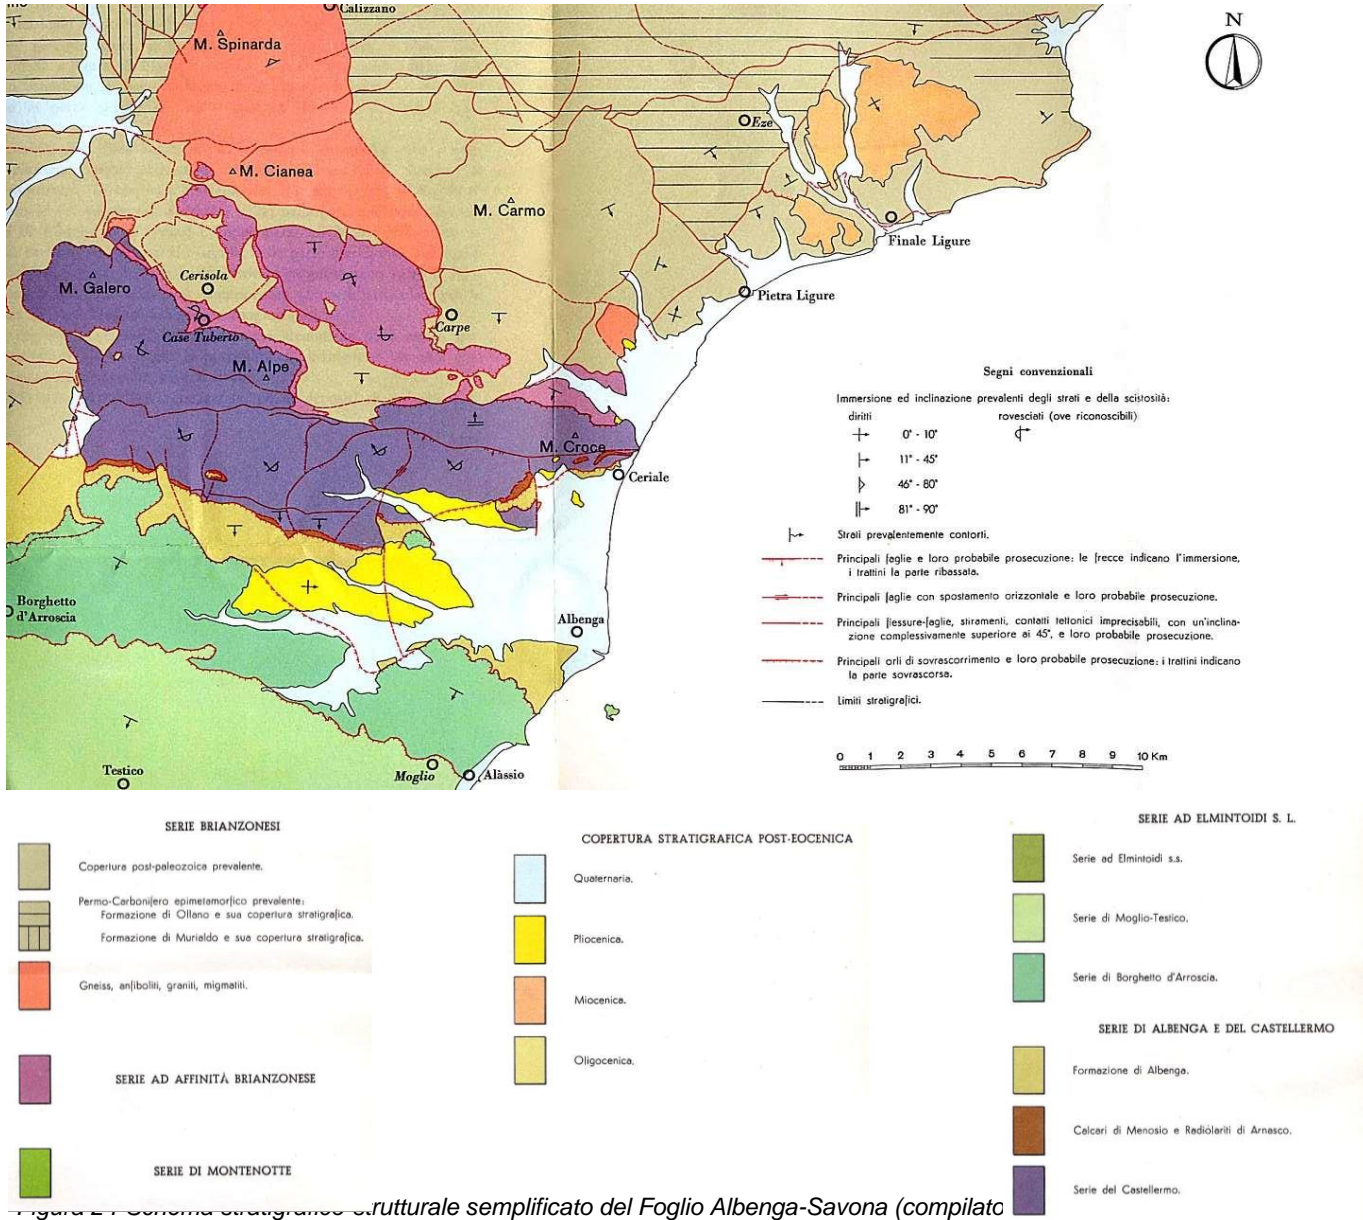 Calizzano
N
M. Spinarda
Eze
M. Cianea
M. Carmo
Finale Ligure
Cerisola
M. Galero
Pietra Ligure
Carpe
Case Tuberto
M. Alpe
M. Croce
Ceriale
Borghetto
d'Arroscia
Albenga
Testico
Moglio
Alàssio
Segni convenzionali
Immersione ed inclinazione prevalenti degli strati e della scistosità:
diritti
rovesciati (ove riconoscibili)
0° - 10°
11° - 45°
46° - 80°
81° - 90°
Strati prevalentemente contorti.
Principali faglie e loro probabile prosecuzione: le frecce indicano l'immersione,
i trattini la parte ribassata.
Principali faglie con spostamento orizzontale e loro probabile prosecuzione.
Principali flessure-faglie, stiramenti, contatti tettonici imprecisabili, con un'inclina-
zione complessivamente superiore ai 45°, e loro probabile prosecuzione.
Principali orli di sovrascorrimento e loro probabile prosecuzione: i trattini indicano
la parte sovrascorsa.
Limiti stratigrafici.
0 1 2 3 4 5 6 7 8 9 10 Km
SERIE BRIANZONESI
Copertura post-paleozoica prevalente.
Permo-Carbonifero epimetamorfico prevalente:
Formazione di Ollano e sua copertura stratigrafica.
Formazione di Murialdo e sua copertura stratigrafica.
Gneiss, anfiboliti, graniti, migmatiti.
SERIE AD AFFINITÀ BRIANZONESE
SERIE DI MONTENOTTE
COPERTURA STRATIGRAFICA POST-EOCENICA
Quaternaria.
Pliocenica.
Miocenica.
Oligocenica.
SERIE AD ELMINTOIDI S. L.
Serie ad Elmintoidi s.s.
Serie di Moglio-Testico.
Serie di Borghetto d'Arroscia.
SERIE DI ALBENGA E DEL CASTELLERMO
Formazione di Albenga.
Calcari di Menosio e Radiolariti di Arnasco.
Serie del Castellermo.
strutturale semplificato del Foglio Albenga-Savona (compilato